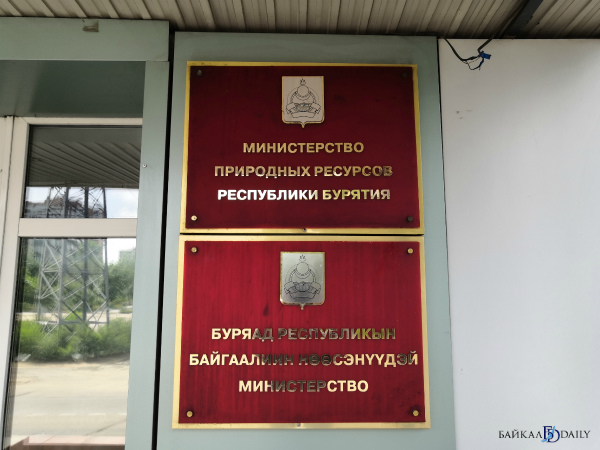 МИНИСТЕРСТВО
ПРИРОДНЫХ РЕСУРСОВ
РЕСПУБЛИКИ БУРЯТИЯ
БУРЯАД РЕСПУБЛИКЫН
БАЙГААЛИИН НӨӨСЭНҮҮДЭЙ
МИНИСТЕРСТВО
БАЙКАЛ DAILY